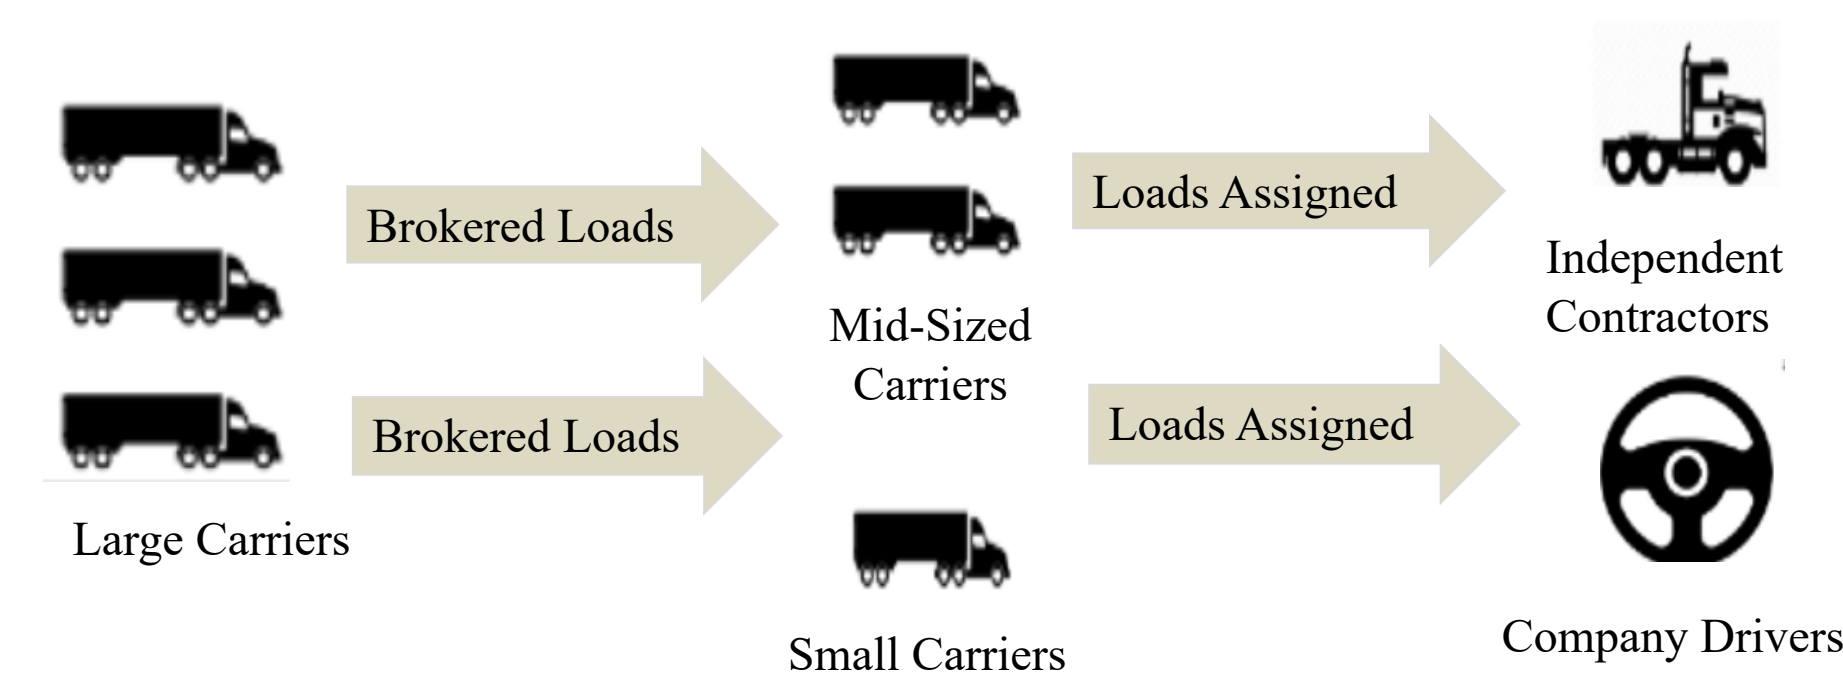 Brokered Loads
Brokered Loads
Large Carriers
Mid-Sized
Carriers
Small Carriers
Loads Assigned
Loads Assigned
Independent
Contractors
Company Drivers